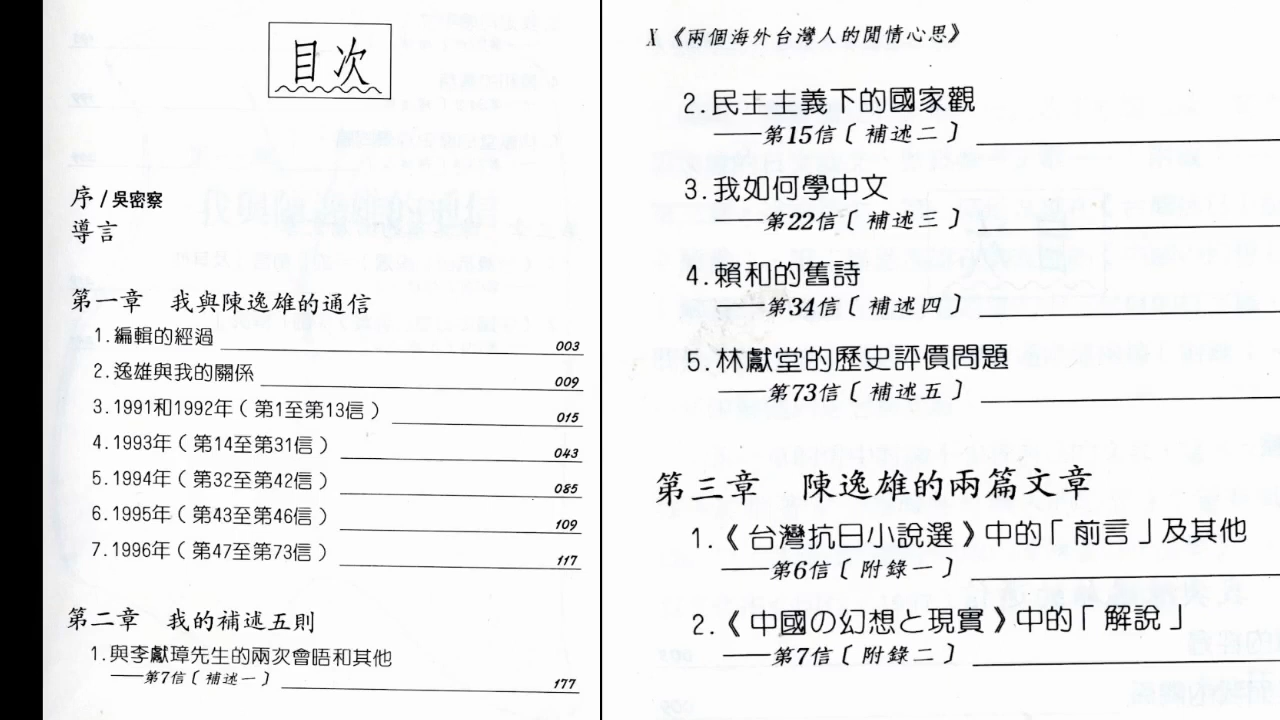 目次
序/吳密察
導言
第一章 我與陳逸雄的通信
1.編輯的經過 003
2.逸雄與我的關係 009
3.1991和1992年(第1至第13信) 015
4.1993年(第14至第31信) 043
5.1994年(第32至第42信) 085
6.1995年(第43至第46信) 109
7.1996年(第47至第73信) 117
第二章 我的補述五則
1.與李獻璋先生的兩次會晤和其他
——第7信〔補述一〕 177
X《兩個海外台灣人的閒情心思》
2.民主主義下的國家觀
——第15信〔補述二〕
3.我如何學中文
——第22信〔補述三〕
4.賴和的舊詩
——第34信〔補述四〕
5.林獻堂的歷史評價問題
——第73信〔補述五〕
第三章 陳逸雄的兩篇文章
1.《台灣抗日小說選》中的「前言」及其他
——第6信〔附錄一〕
2.《中國の幻想と現實》中的「解說」
——第7信〔附錄二〕